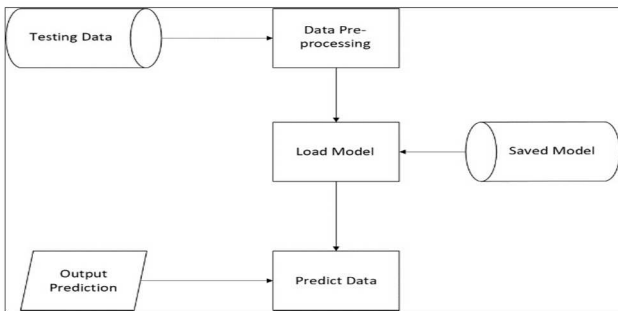 Testing Data
Data Pre-
processing
Load Model
Saved Model
Output
Prediction
Predict Data